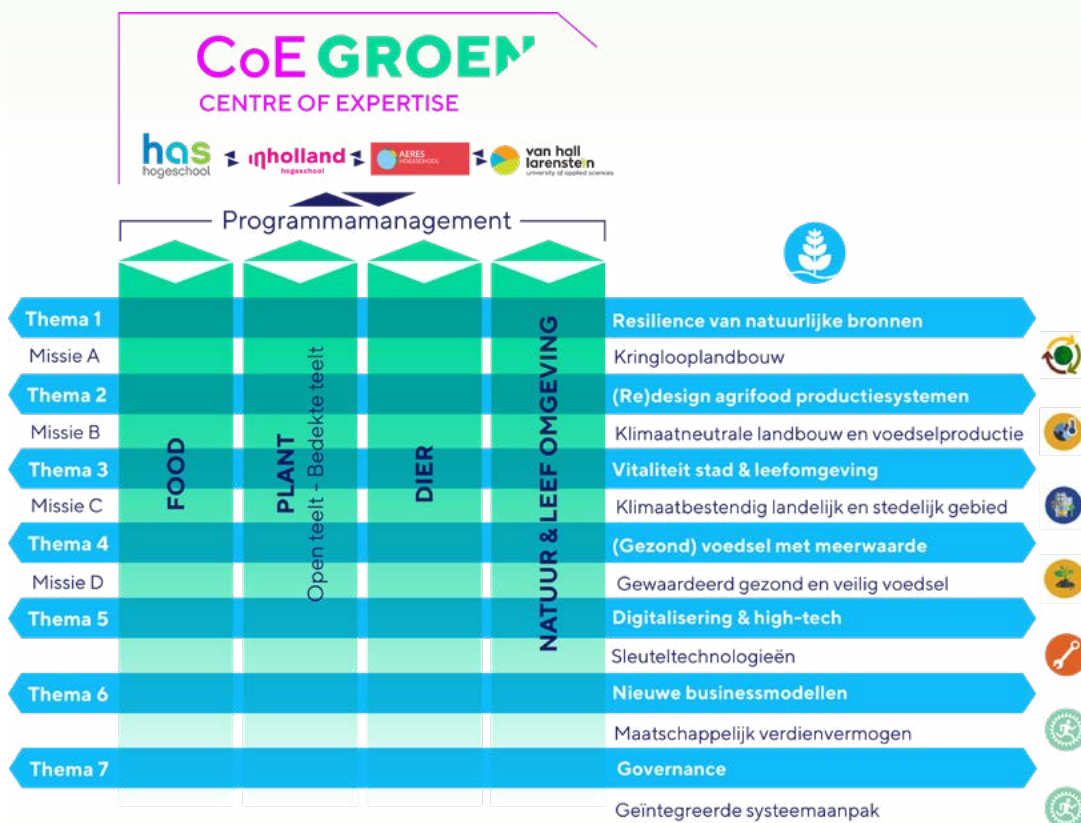 CoE GROEN
CENTRE OF EXPERTISE
has
hogeschool
inholland
hogeschool
AERES
HOGESCHOOL
van hall
larenstein
university of applied sciences
Programmamanagement
FOOD
PLANT
Open teelt - Bedekte teelt
DIER
NATUUR & LEEF OMGEVING
Thema 1 Resilience van natuurlijke bronnen
Missie A Kringlooplandbouw
Thema 2 (Re)design agrifood productiesystemen
Missie B Klimaatneutrale landbouw en voedselproductie
Thema 3 Vitaliteit stad & leefomgeving
Missie C Klimaatbestendig landelijk en stedelijk gebied
Thema 4 (Gezond) voedsel met meerwaarde
Missie D Gewaardeerd gezond en veilig voedsel
Thema 5 Digitalisering & high-tech
Sleuteltechnologieën
Thema 6 Nieuwe businessmodellen
Maatschappelijk verdienvermogen
Thema 7 Governance
Geïntegreerde systeemaanpak